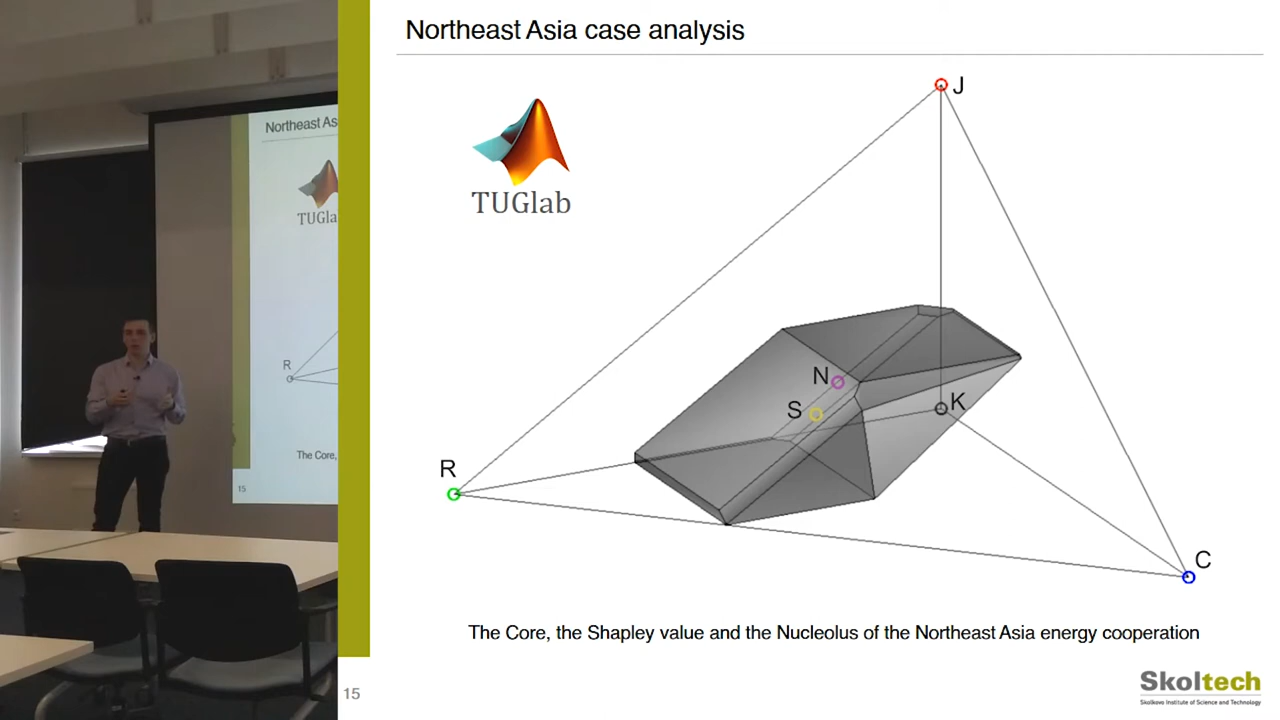 Northeast Asia case analysis
J
TUGlab
N
S
K
R
C
The Core, the Shapley value and the Nucleolus of the Northeast Asia energy cooperation
15
Skoltech
Skolkovo Institute of Science and Technology
Northeast As
TUGla
R
The Core,
15